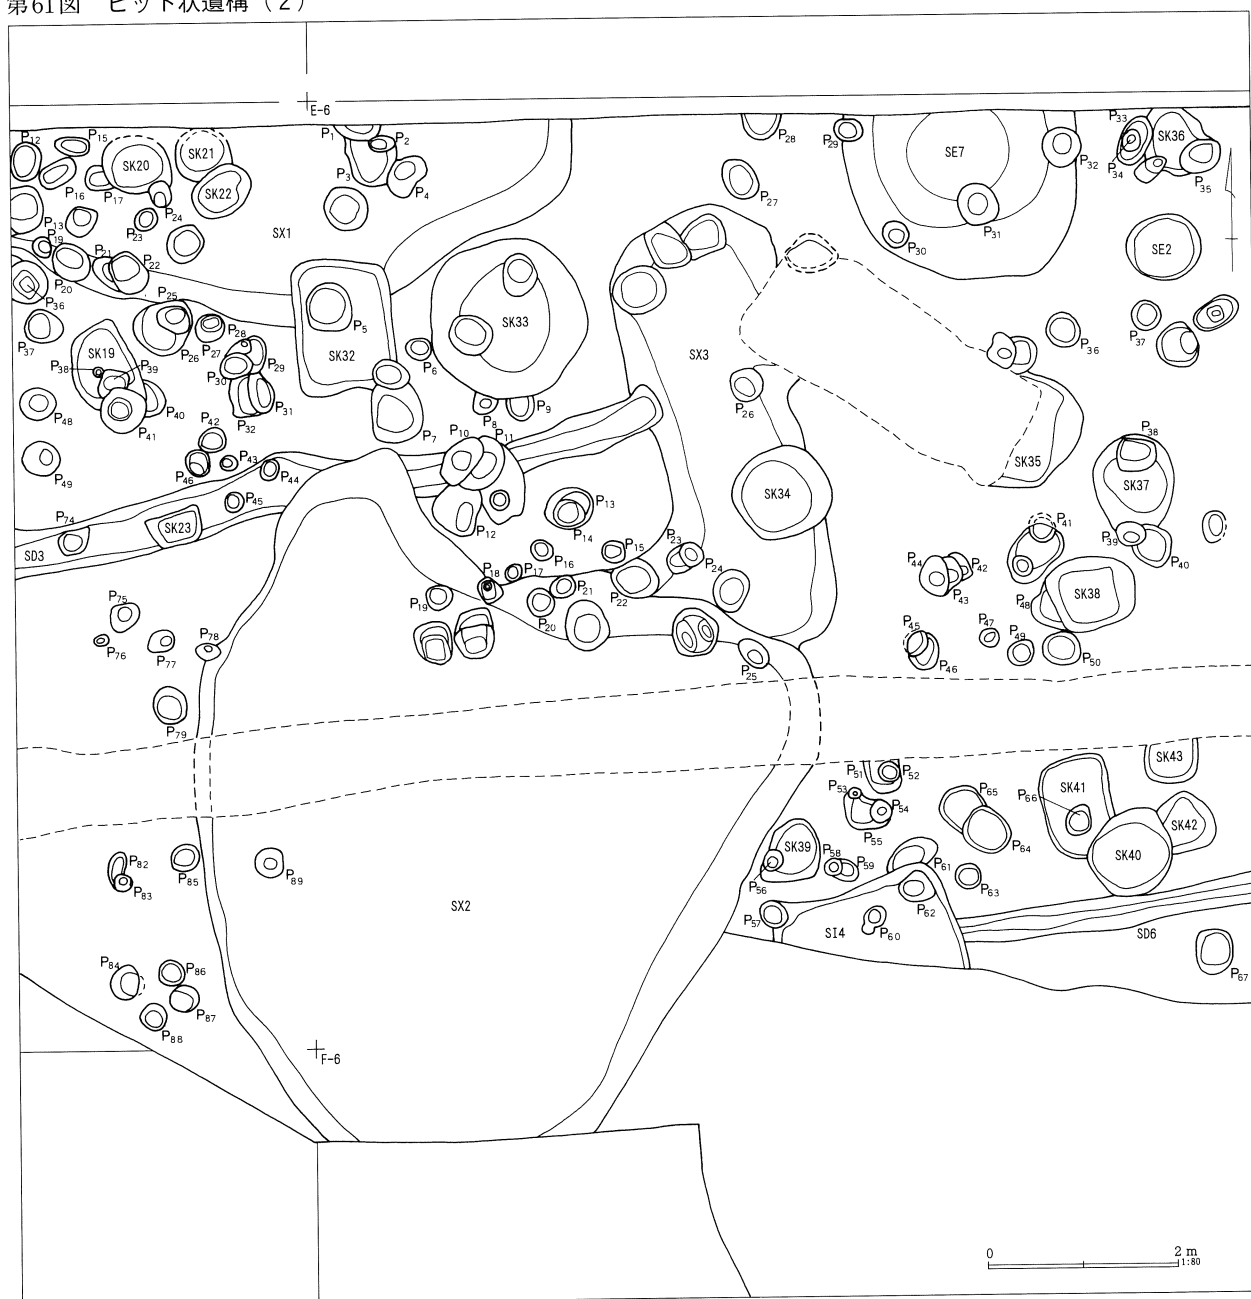 第61図 ピット状遺構（2）
E-6
P12
P15
SK20
SK21
P1
P2
P28
P29
SE7
P32
P33
SK36
P34
P35
P16
P17
SK22
P3
P4
P27
P24
P13
P23
SX1
P31
P30
SE2
P19
P21
P22
P20
P36
P25
P5
SK33
P37
P26
P28
P27
SK32
P6
SX3
P36
P37
SK19
P38
P39
P29
P30
P40
P31
P32
P48
P41
P8
P9
P26
P7
P42
P10
P11
P38
P49
P46
P43
P44
SK35
SK37
P45
SK34
P74
SK23
P12
P13
P14
P41
P39
P40
SD3
P16
P15
P23
P24
P44
P42
P43
P18
P17
P75
P19
P21
P22
P20
P48
SK38
P76
P77
P78
P45
P46
P47
P49
P50
P25
P79
P51
P52
SK43
P53
P54
P65
P66
SK41
P55
P64
SK42
SK39
P58
P59
P61
SK40
P82
P83
P85
P89
P56
P63
P62
P57
SI4
P60
SX2
SD6
P67
P84
P86
P87
P88
F-6
0 2m
1:80